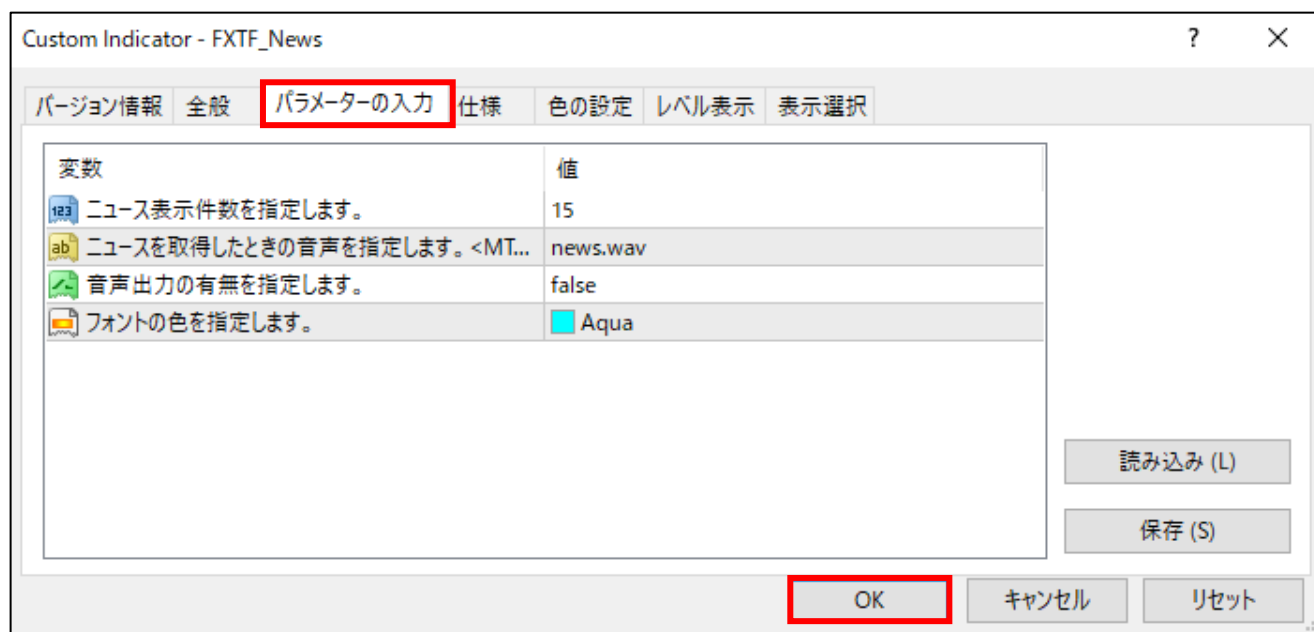 Custom Indicator - FXTF_News
バージョン情報 全般 パラメーターの入力 仕様 色の設定 レベル表示 表示選択
変数 値
123 ニュース表示件数を指定します。 15
ab ニュースを取得したときの音声を指定します。<MT... news.wav
音声出力の有無を指定します。 false
フォントの色を指定します。 Aqua
読み込み (L)
保存 (S)
OK キャンセル リセット